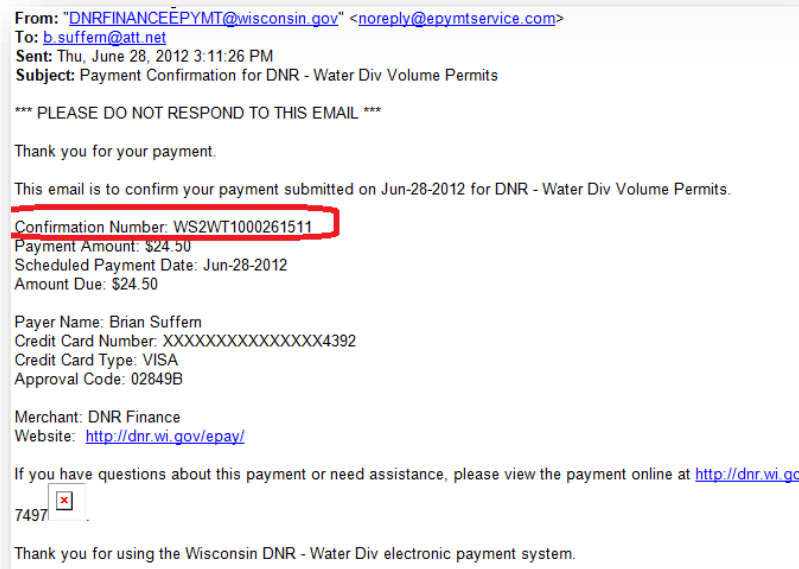 From: "DNRFINANCEEPYMT@wisconsin.gov" <noreply@epymtservice.com>
To: b.suffern@att.net
Sent: Thu, June 28, 2012 3:11:26 PM
Subject: Payment Confirmation for DNR - Water Div Volume Permits
*** PLEASE DO NOT RESPOND TO THIS EMAIL ***
Thank you for your payment.
This email is to confirm your payment submitted on Jun-28-2012 for DNR - Water Div Volume Permits.
Confirmation Number: WS2WT1000261511
Payment Amount: $24.50
Scheduled Payment Date: Jun-28-2012
Amount Due: $24.50
Payer Name: Brian Suffern
Credit Card Number: XXXXXXXXXXXXXXX4392
Credit Card Type: VISA
Approval Code: 02849B
Merchant: DNR Finance
Website: http://dnr.wi.gov/epay/
If you have questions about this payment or need assistance, please view the payment online at http://dnr.wi.go
7497 .
Thank you for using the Wisconsin DNR - Water Div electronic payment system.